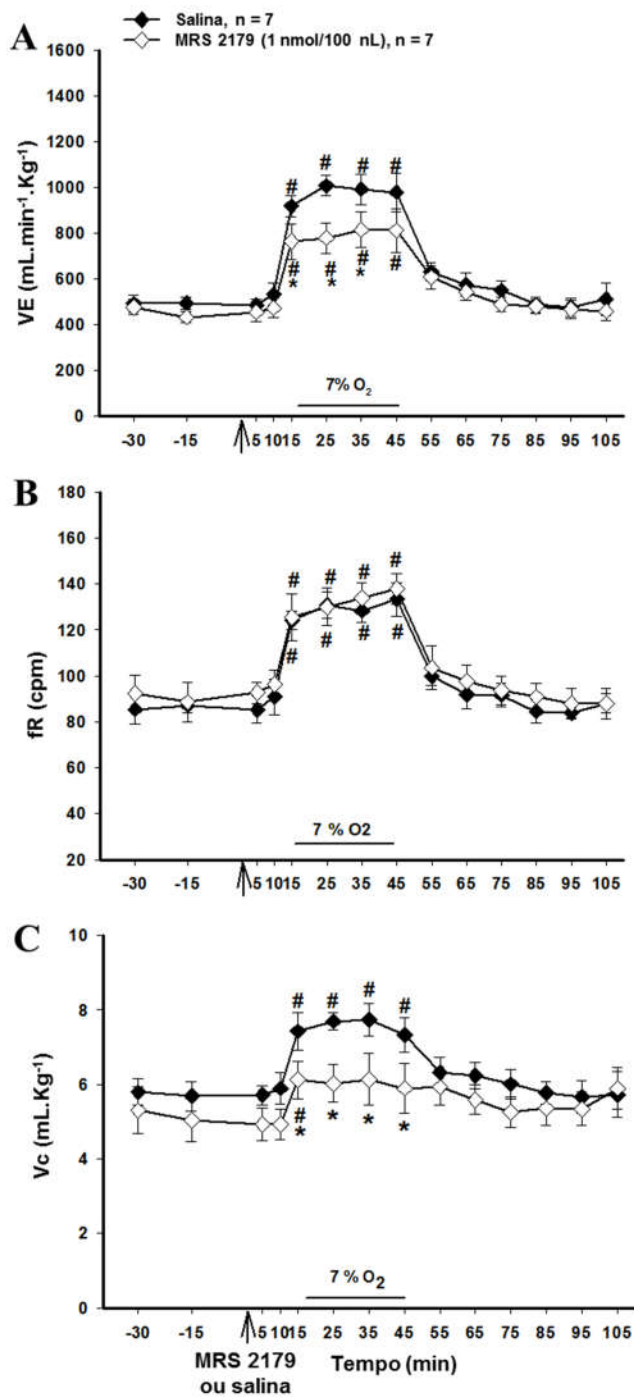 Salina, n = 7
MRS 2179 (1 nmol/100 nL), n = 7
A
1600
1400
1200
1000
800
600
400
200
0
VE (mL.min⁻¹.Kg⁻¹)
# # # #
# # # #
* * *
7% O₂
-30 -15 5 10 15 25 35 45 55 65 75 85 95 105
B
180
160
140
120
100
80
60
40
20
fR (cpm)
# # # #
# # # #
7 % O2
-30 -15 5 10 15 25 35 45 55 65 75 85 95 105
C
10
8
6
4
2
0
Vc (mL.Kg⁻¹)
# # # #
#
* * * *
7 % O₂
-30 -15 5 10 15 25 35 45 55 65 75 85 95 105
MRS 2179
ou salina
Tempo (min)